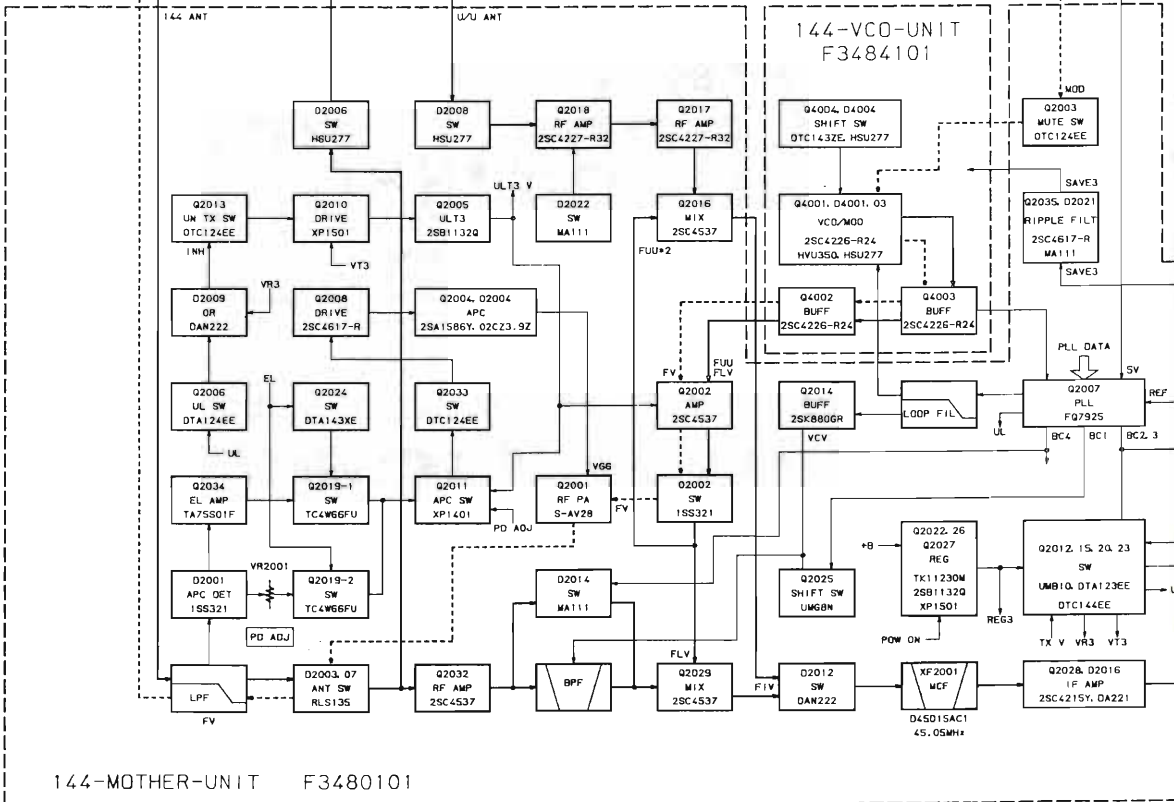 144 ANT
U/U ANT
144-VCO-UNIT
F3484101
MOD
D2006
SW
HSU277
D2008
SW
HSU277
Q2018
RF AMP
2SC4227-R32
Q2017
RF AMP
2SC4227-R32
Q4004. D4004
SHIFT SW
DTC143ZE. HSU277
Q2003
MUTE SW
DTC124EE
SAVE3
Q2013
UN TX SW
DTC124EE
Q2010
DRIVE
XP1501
Q2005
ULT3
2SB1132Q
ULT3 V
D2022
SW
MA111
Q2016
MIX
2SC4537
Q4001. D4001. 03
VCO/MOD
2SC4226-R24
HVU350. HSU277
Q2035. D2021
RIPPLE FILT
2SC4617-R
MA111
INH
VT3
FUU*2
SAVE3
D2009
OR
DAN222
VR3
Q2008
DRIVE
2SC4617-R
Q2004. D2004
APC
2SA1586Y. 02CZ3.9Z
Q4002
BUFF
2SC4226-R24
Q4003
BUFF
2SC4226-R24
PLL DATA
EL
FV
FUU
FLV
5V
Q2006
UL SW
DTA124EE
Q2024
SW
DTA143XE
Q2033
SW
DTC124EE
Q2002
AMP
2SC4537
Q2014
BUFF
2SK880GR
LOOP FIL
Q2007
PLL
FQ7925
REF
UL
VCV
UL
BC4
BC1
BC2. 3
VGG
Q2034
EL AMP
TA75S01F
Q2019-1
SW
TC4W66FU
Q2011
APC SW
XP1401
Q2001
RF PA
S-AV28
FV
D2002
SW
1SS321
PD ADJ
+B
Q2022. 26
Q2027
REG
TK11230M
2SB1132Q
XP1501
Q2012. 15. 20. 23
SW
UMB10. DTA123EE
DTC144EE
VR2001
D2001
APC DET
1SS321
Q2019-2
SW
TC4W66FU
D2014
SW
MA111
Q2025
SHIFT SW
UMG8N
U
REG3
PD ADJ
POW ON
TX V
VR3
VT3
FLV
LPF
FV
D2003. 07
ANT SW
RLS135
Q2032
RF AMP
2SC4537
BPF
Q2029
MIX
2SC4537
FIV
D2012
SW
DAN222
XF2001
MCF
D45D15AC1
45.05MHz
Q2028. D2016
IF AMP
2SC4215Y. DA221
144-MOTHER-UNIT F3480101